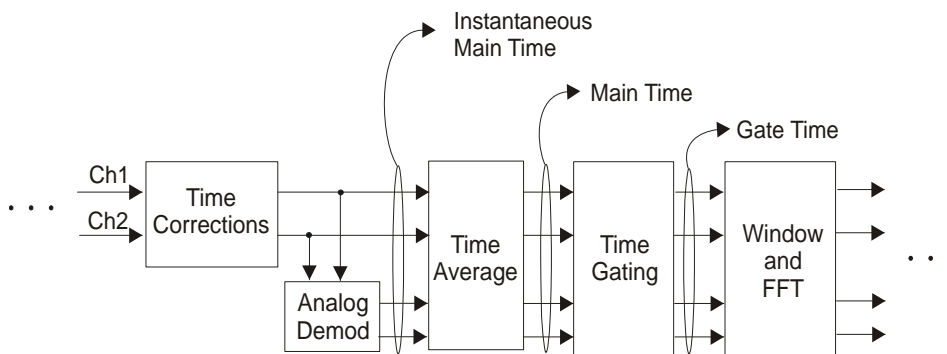 Instantaneous
Main Time
Main Time
Gate Time
Ch1
Ch2
. . .
Time
Corrections
Analog
Demod
Time
Average
Time
Gating
Window
and
FFT
. .